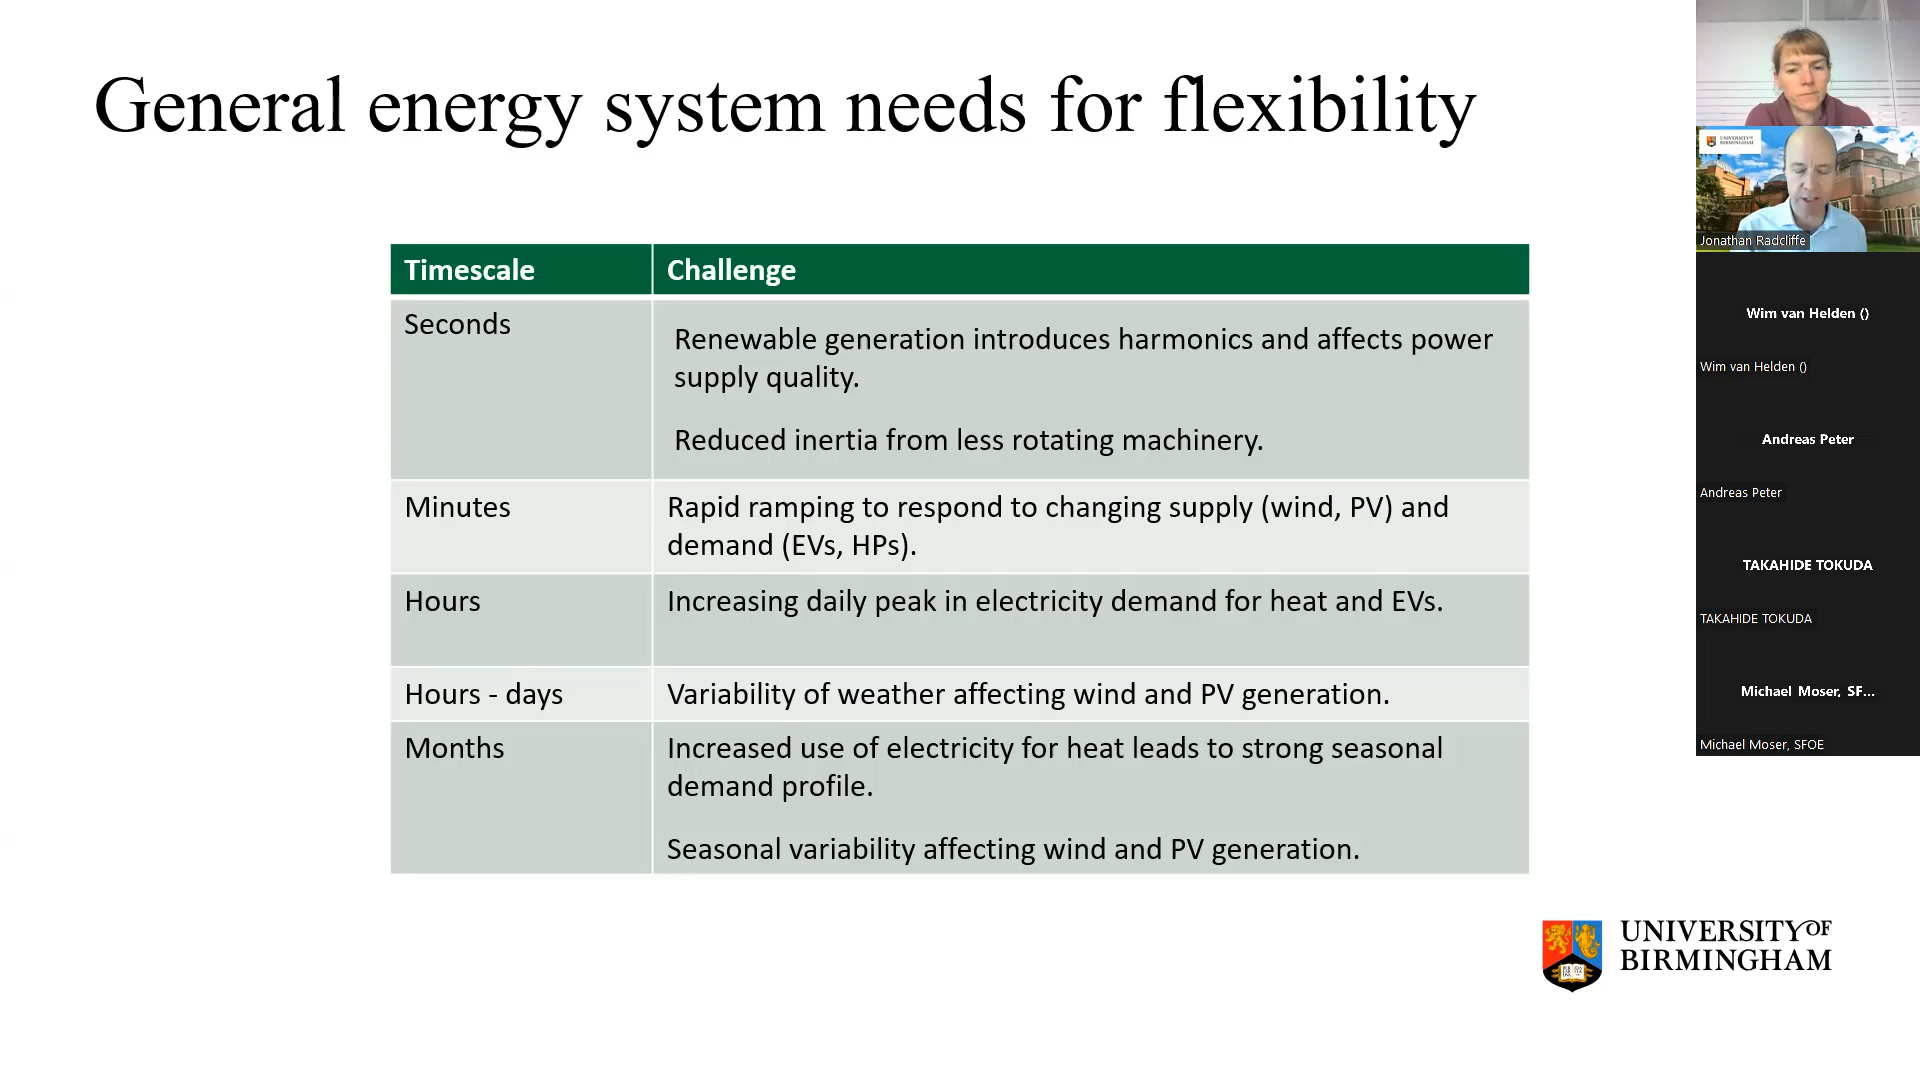 General energy system needs for flexibility
Timescale
Challenge
Seconds
Renewable generation introduces harmonics and affects power
supply quality.
Reduced inertia from less rotating machinery.
Minutes
Rapid ramping to respond to changing supply (wind, PV) and
demand (EVs, HPs).
Hours
Increasing daily peak in electricity demand for heat and EVs.
Hours - days
Variability of weather affecting wind and PV generation.
Months
Increased use of electricity for heat leads to strong seasonal
demand profile.
Seasonal variability affecting wind and PV generation.
UNIVERSITY OF
BIRMINGHAM
UNIVERSITY OF
BIRMINGHAM
Jonathan Radcliffe
Wim van Helden ()
Wim van Helden ()
Andreas Peter
Andreas Peter
TAKAHIDE TOKUDA
TAKAHIDE TOKUDA
Michael Moser, SF...
Michael Moser, SFOE